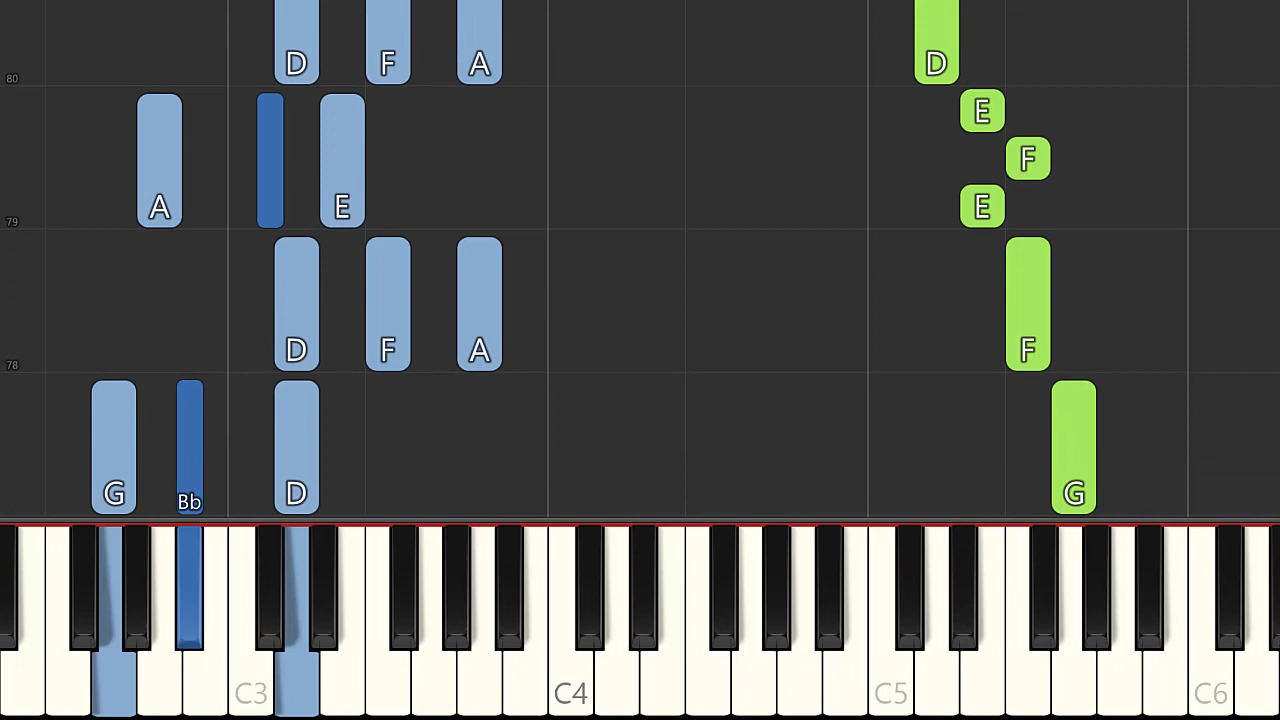 D F A D
80
E
F
A E E
79
D F A F
78
G Bb D G
C3 C4 C5 C6